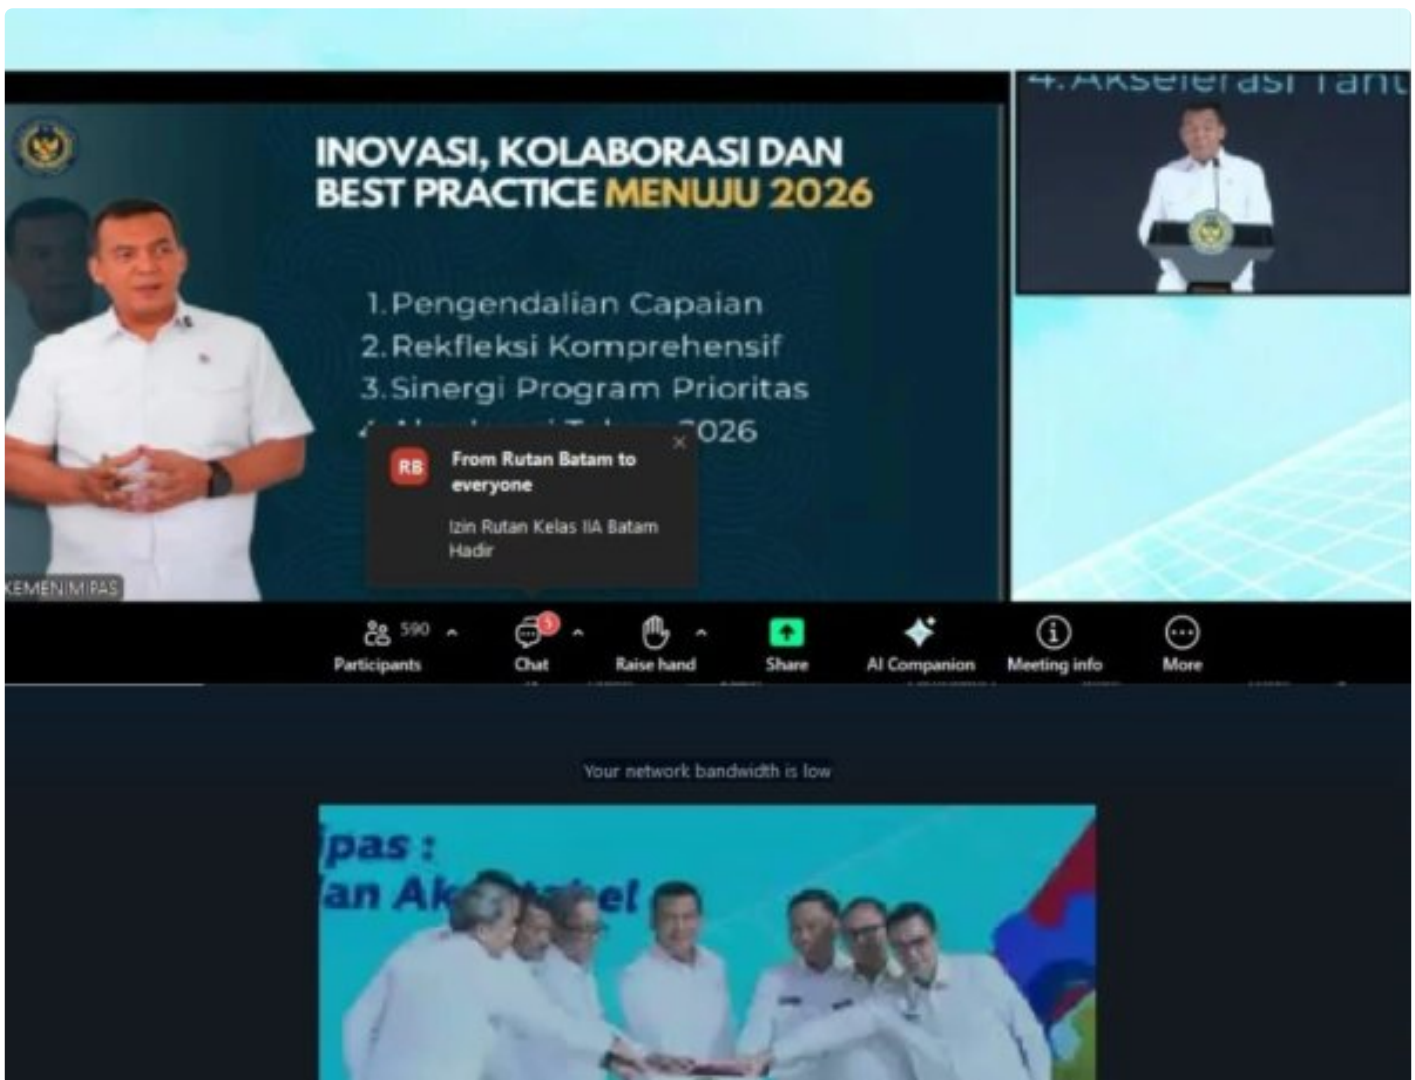 4. Akselerasi
INOVASI, KOLABORASI DAN
BEST PRACTICE MENUJU 2026
1.Pengendalian Capaian
2.Rekfleksi Komprehensif
3.Sinergi Program Prioritas
2026
RB
From Rutan Batam to
everyone
Izin Rutan Kelas IIA Batam
Hadir
KEMENIMIPAS
590
5
Participants
Chat
Raise hand
Share
AI Companion
Meeting info
More
Your network bandwidth is low
ipas :